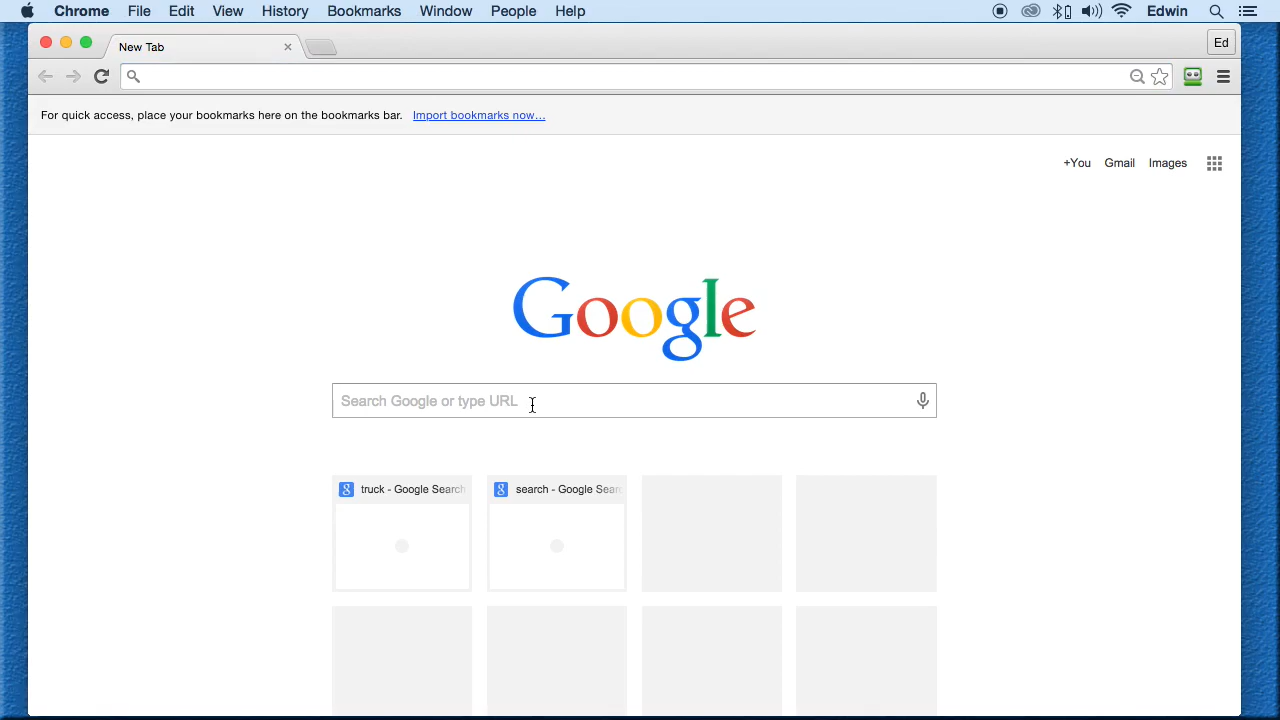 Chrome File Edit View History Bookmarks Window People Help Edwin
New Tab Ed
For quick access, place your bookmarks here on the bookmarks bar. Import bookmarks now...
+You Gmail Images
Google
Search Google or type URL
8 truck - Google Search 8 search - Google Sear